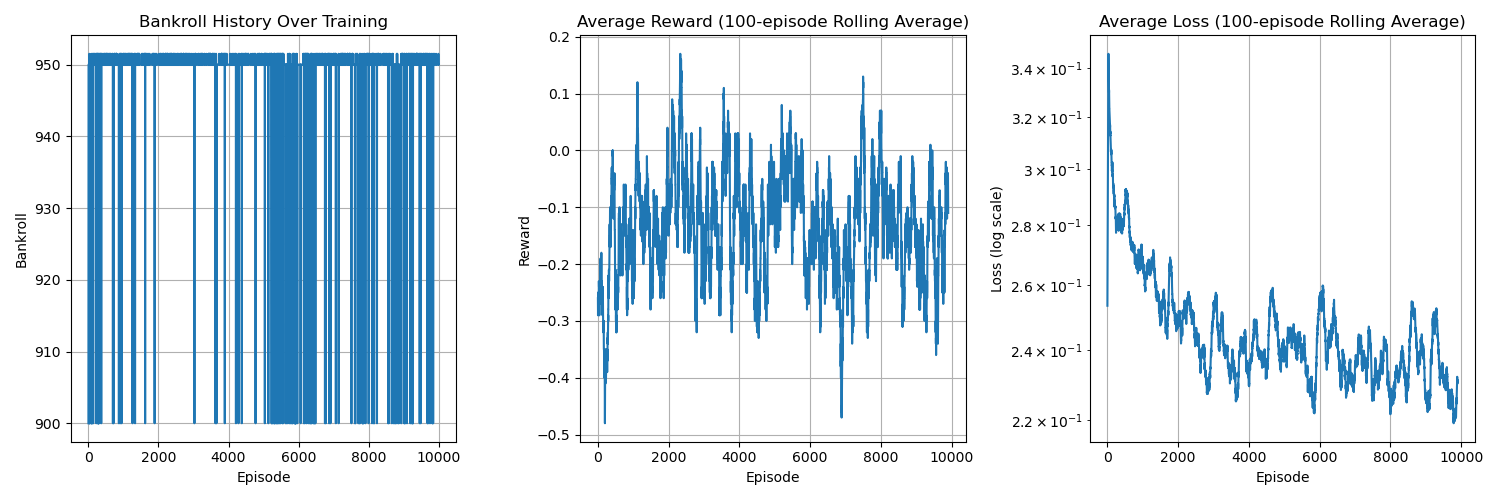 Bankroll History Over Training
Bankroll
950
940
930
920
910
900
0 2000 4000 6000 8000 10000
Episode
Average Reward (100-episode Rolling Average)
Reward
0.2
0.1
0.0
−0.1
−0.2
−0.3
−0.4
−0.5
0 2000 4000 6000 8000 10000
Episode
Average Loss (100-episode Rolling Average)
Loss (log scale)
3.4 × 10⁻¹
3.2 × 10⁻¹
3 × 10⁻¹
2.8 × 10⁻¹
2.6 × 10⁻¹
2.4 × 10⁻¹
2.2 × 10⁻¹
0 2000 4000 6000 8000 10000
Episode